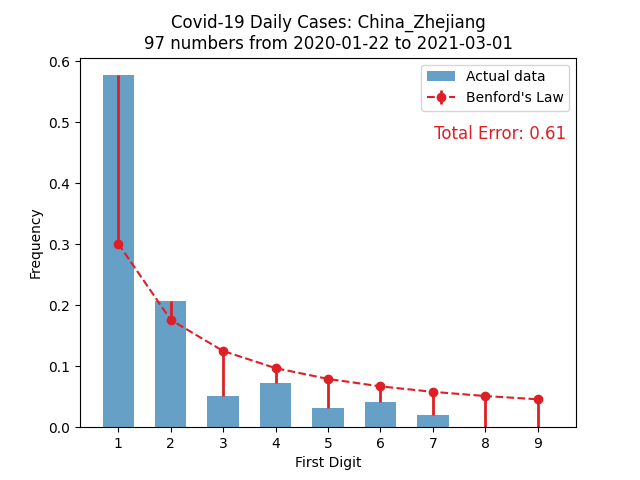 Covid-19 Daily Cases: China_Zhejiang
97 numbers from 2020-01-22 to 2021-03-01
Actual data
Benford's Law
Total Error: 0.61
Frequency
0.6
0.5
0.4
0.3
0.2
0.1
0.0
1 2 3 4 5 6 7 8 9
First Digit